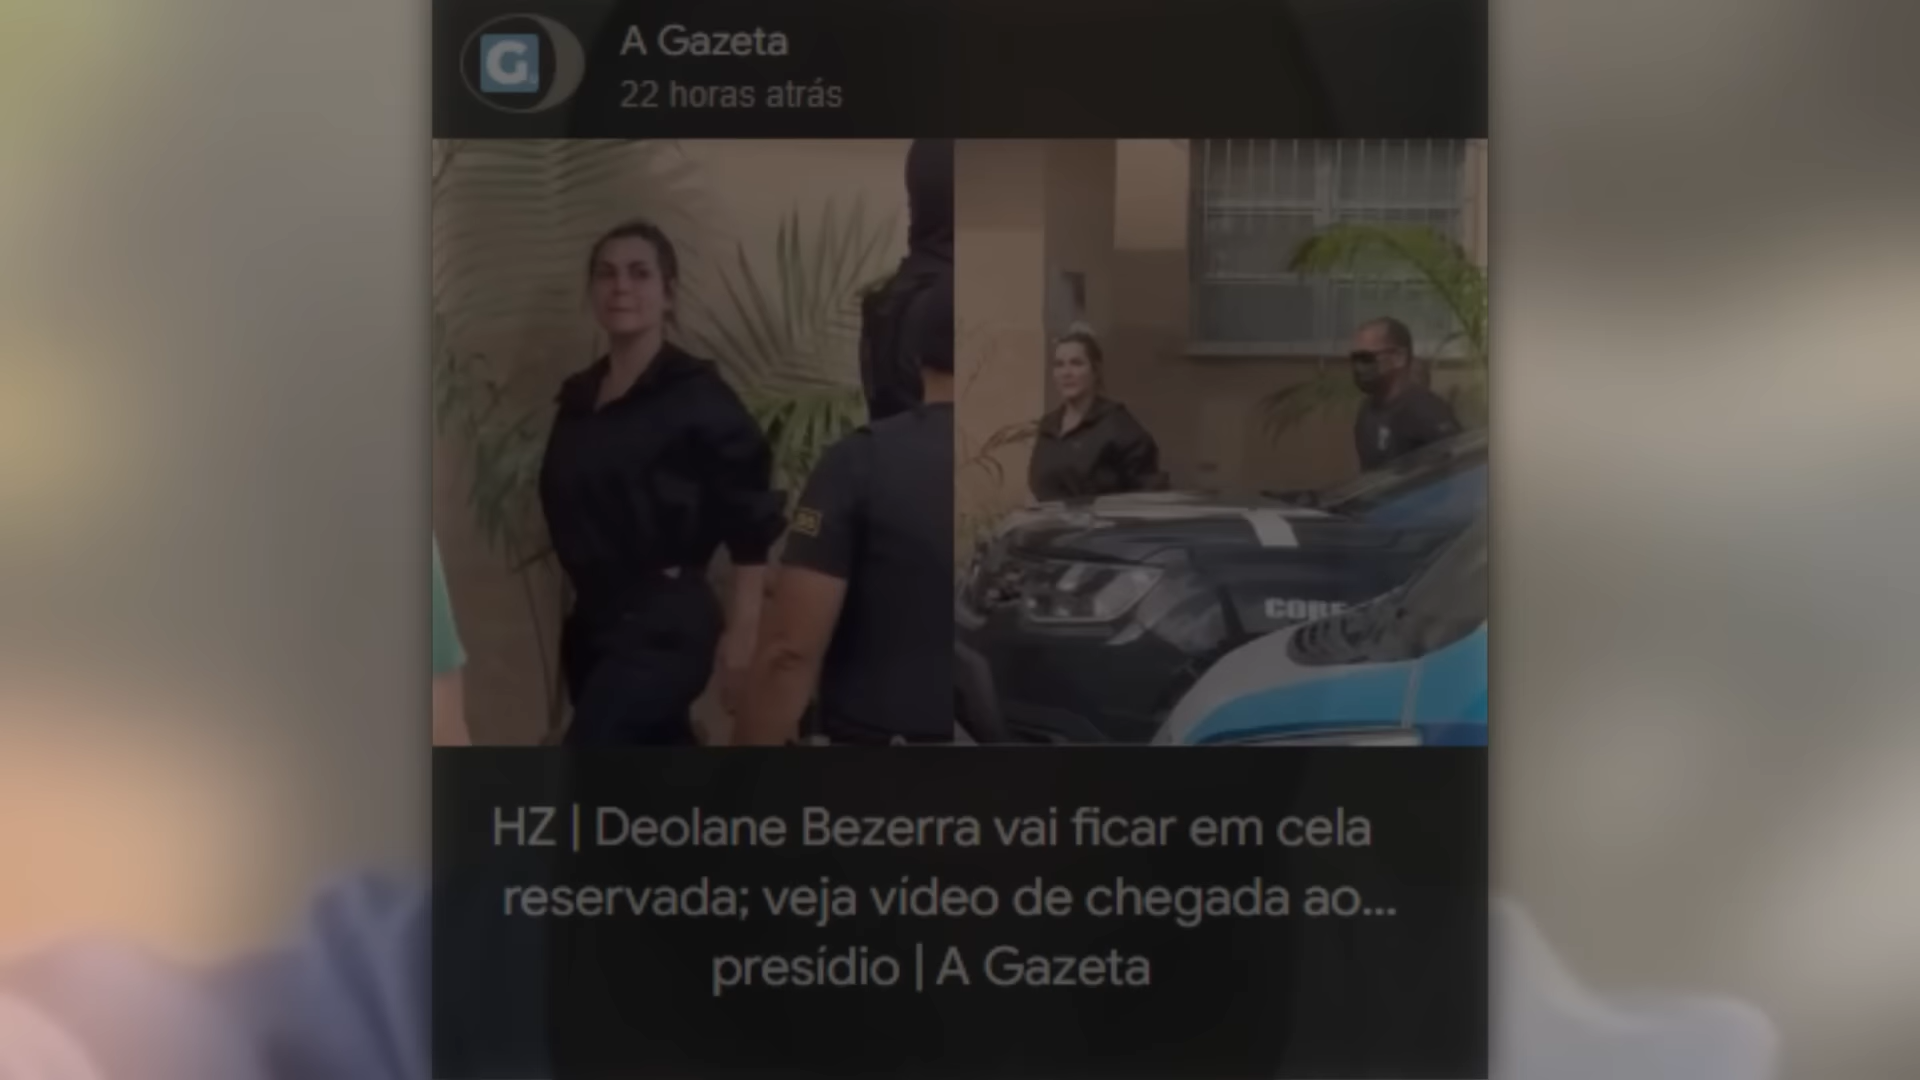 G
A Gazeta
22 horas atrás
CORE
HZ | Deolane Bezerra vai ficar em cela
reservada; veja vídeo de chegada ao...
presídio | A Gazeta